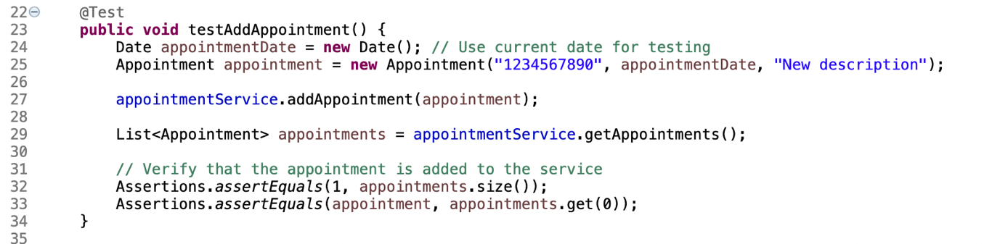 22 @Test
23 public void testAddAppointment() {
24 Date appointmentDate = new Date(); // Use current date for testing
25 Appointment appointment = new Appointment("1234567890", appointmentDate, "New description");
26
27 appointmentService.addAppointment(appointment);
28
29 List<Appointment> appointments = appointmentService.getAppointments();
30
31 // Verify that the appointment is added to the service
32 Assertions.assertEquals(1, appointments.size());
33 Assertions.assertEquals(appointment, appointments.get(0));
34 }
35